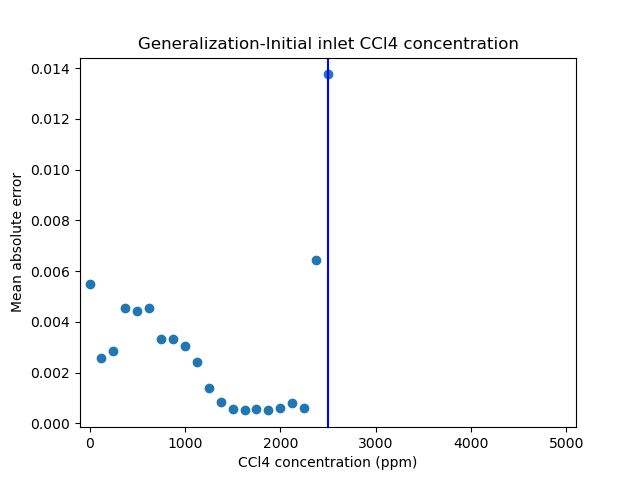 Generalization-Initial inlet CCl4 concentration
0.014
0.012
0.010
0.008
0.006
0.004
0.002
0.000
Mean absolute error
0 1000 2000 3000 4000 5000
CCl4 concentration (ppm)